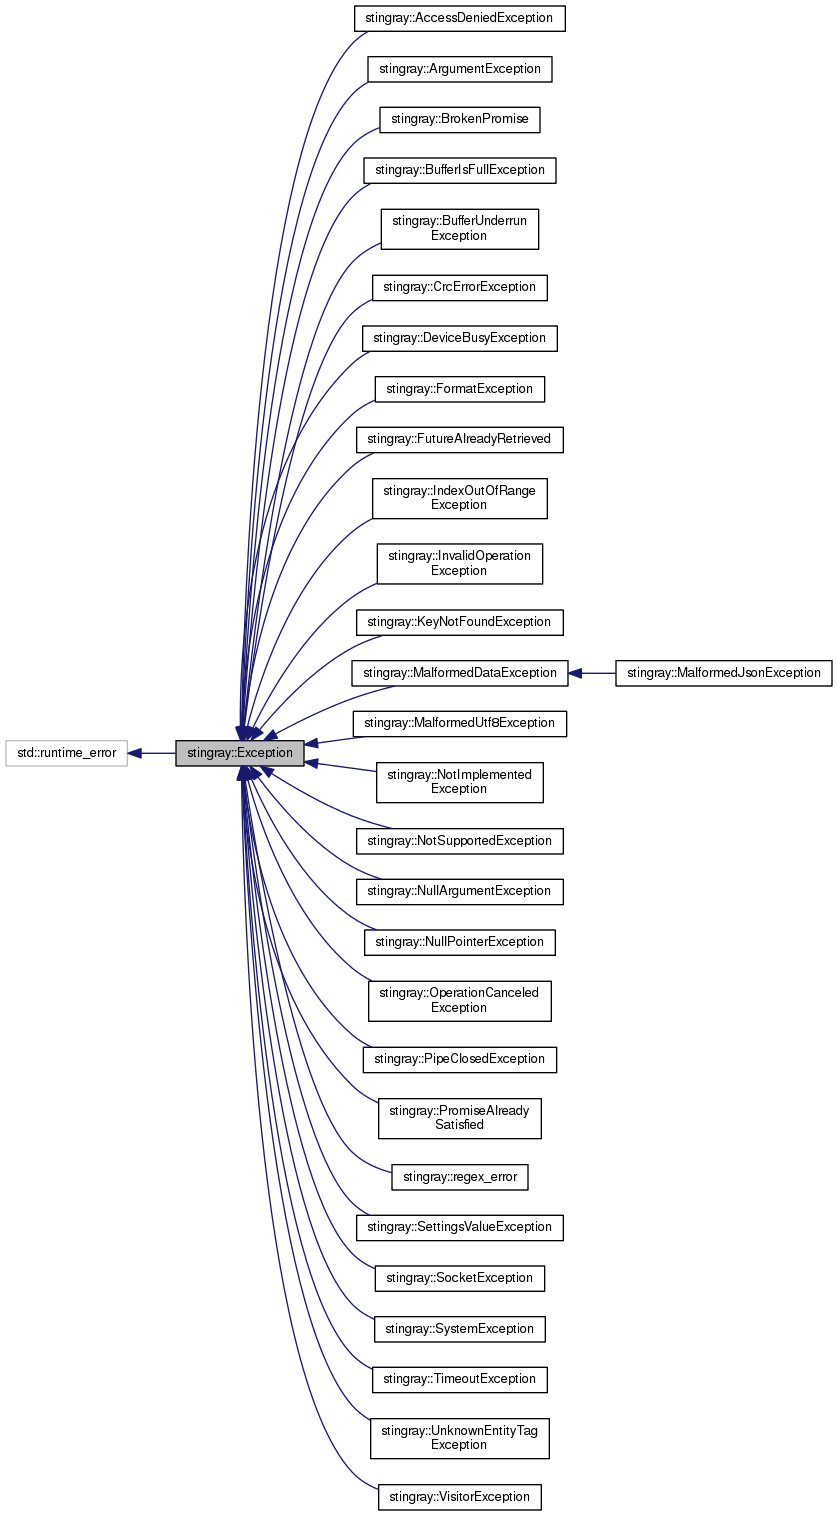 stingray::AccessDeniedException
stingray::ArgumentException
stingray::BrokenPromise
stingray::BufferIsFullException
stingray::BufferUnderrun
Exception
stingray::CrcErrorException
stingray::DeviceBusyException
stingray::FormatException
stingray::FutureAlreadyRetrieved
stingray::IndexOutOfRange
Exception
stingray::InvalidOperation
Exception
stingray::KeyNotFoundException
stingray::MalformedDataException
stingray::MalformedJsonException
stingray::MalformedUtf8Exception
std::runtime_error
stingray::Exception
stingray::NotImplemented
Exception
stingray::NotSupportedException
stingray::NullArgumentException
stingray::NullPointerException
stingray::OperationCanceled
Exception
stingray::PipeClosedException
stingray::PromiseAlready
Satisfied
stingray::regex_error
stingray::SettingsValueException
stingray::SocketException
stingray::SystemException
stingray::TimeoutException
stingray::UnknownEntityTag
Exception
stingray::VisitorException